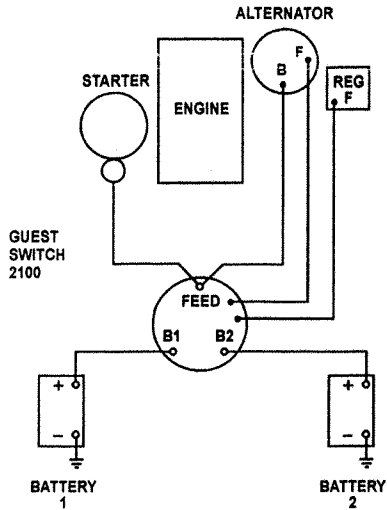 ALTERNATOR
F
B
STARTER
ENGINE
REG
F
GUEST
SWITCH
2100
FEED
B1 B2
+
−
+
−
BATTERY
1
BATTERY
2